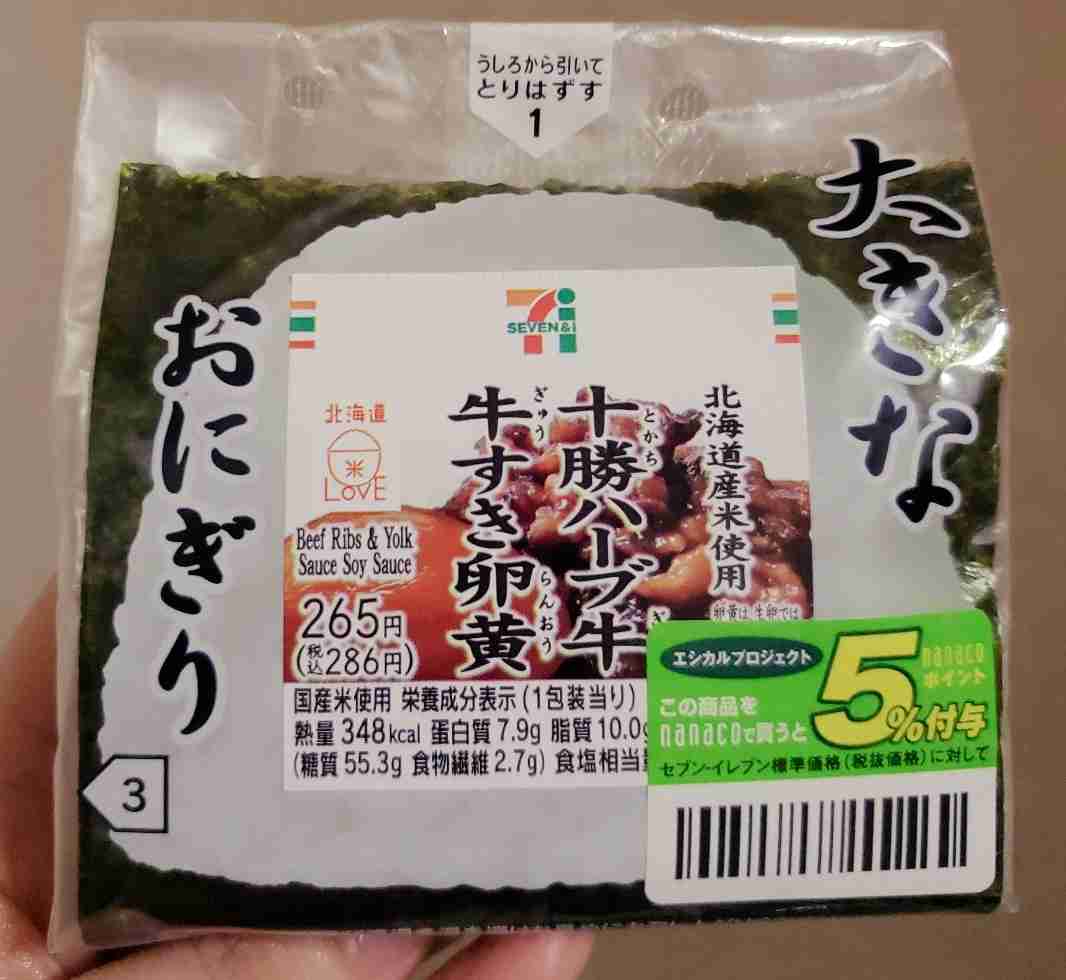 うしろから引いて
とりはずす
1
大きな
おにぎり
SEVEN&i
北海道
米
LOVE
北海道産米使用
十勝ハーブ牛
とかち
ぎ
牛すき卵黄
ぎゅう
らんおう
Beef Ribs & Yolk
Sauce Soy Sauce
265円
(税込286円)
卵黄は生卵では
国産米使用 栄養成分表示(1包装当り)
熱量348kcal 蛋白質7.9g 脂質10.0g
(糖質55.3g 食物繊維2.7g) 食塩相当
エシカルプロジェクト
この商品を
nanacoで買うと
5%付与
nanaco
ポイント
セブン-イレブン標準価格(税抜価格)に対して
3